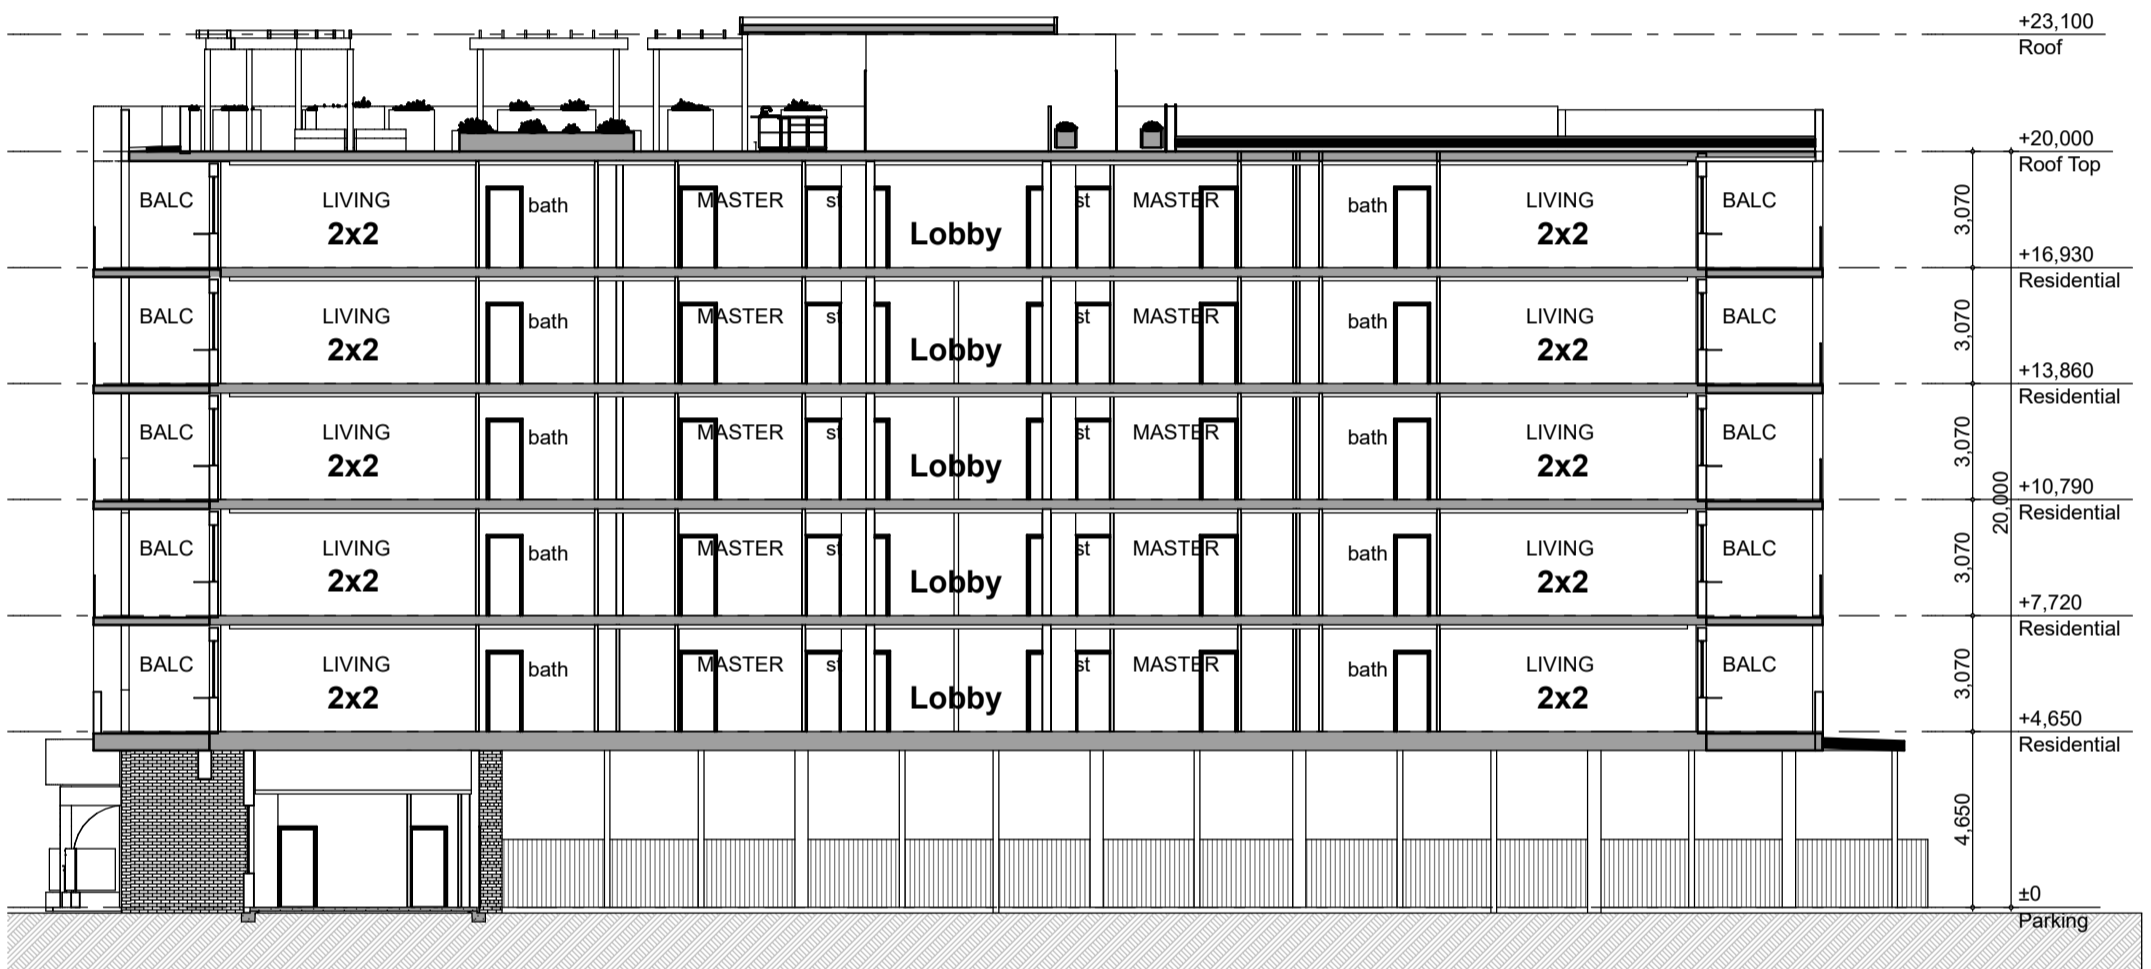 +23,100
Roof
+20,000
Roof Top
BALC LIVING bath MASTER st st MASTER bath LIVING BALC
2x2 Lobby 2x2
3,070
+16,930
Residential
BALC LIVING bath MASTER st st MASTER bath LIVING BALC
2x2 Lobby 2x2
3,070
+13,860
Residential
BALC LIVING bath MASTER st st MASTER bath LIVING BALC
2x2 Lobby 2x2
3,070
20,000
+10,790
Residential
BALC LIVING bath MASTER st st MASTER bath LIVING BALC
2x2 Lobby 2x2
3,070
+7,720
Residential
BALC LIVING bath MASTER st st MASTER bath LIVING BALC
2x2 Lobby 2x2
3,070
+4,650
Residential
4,650
±0
Parking